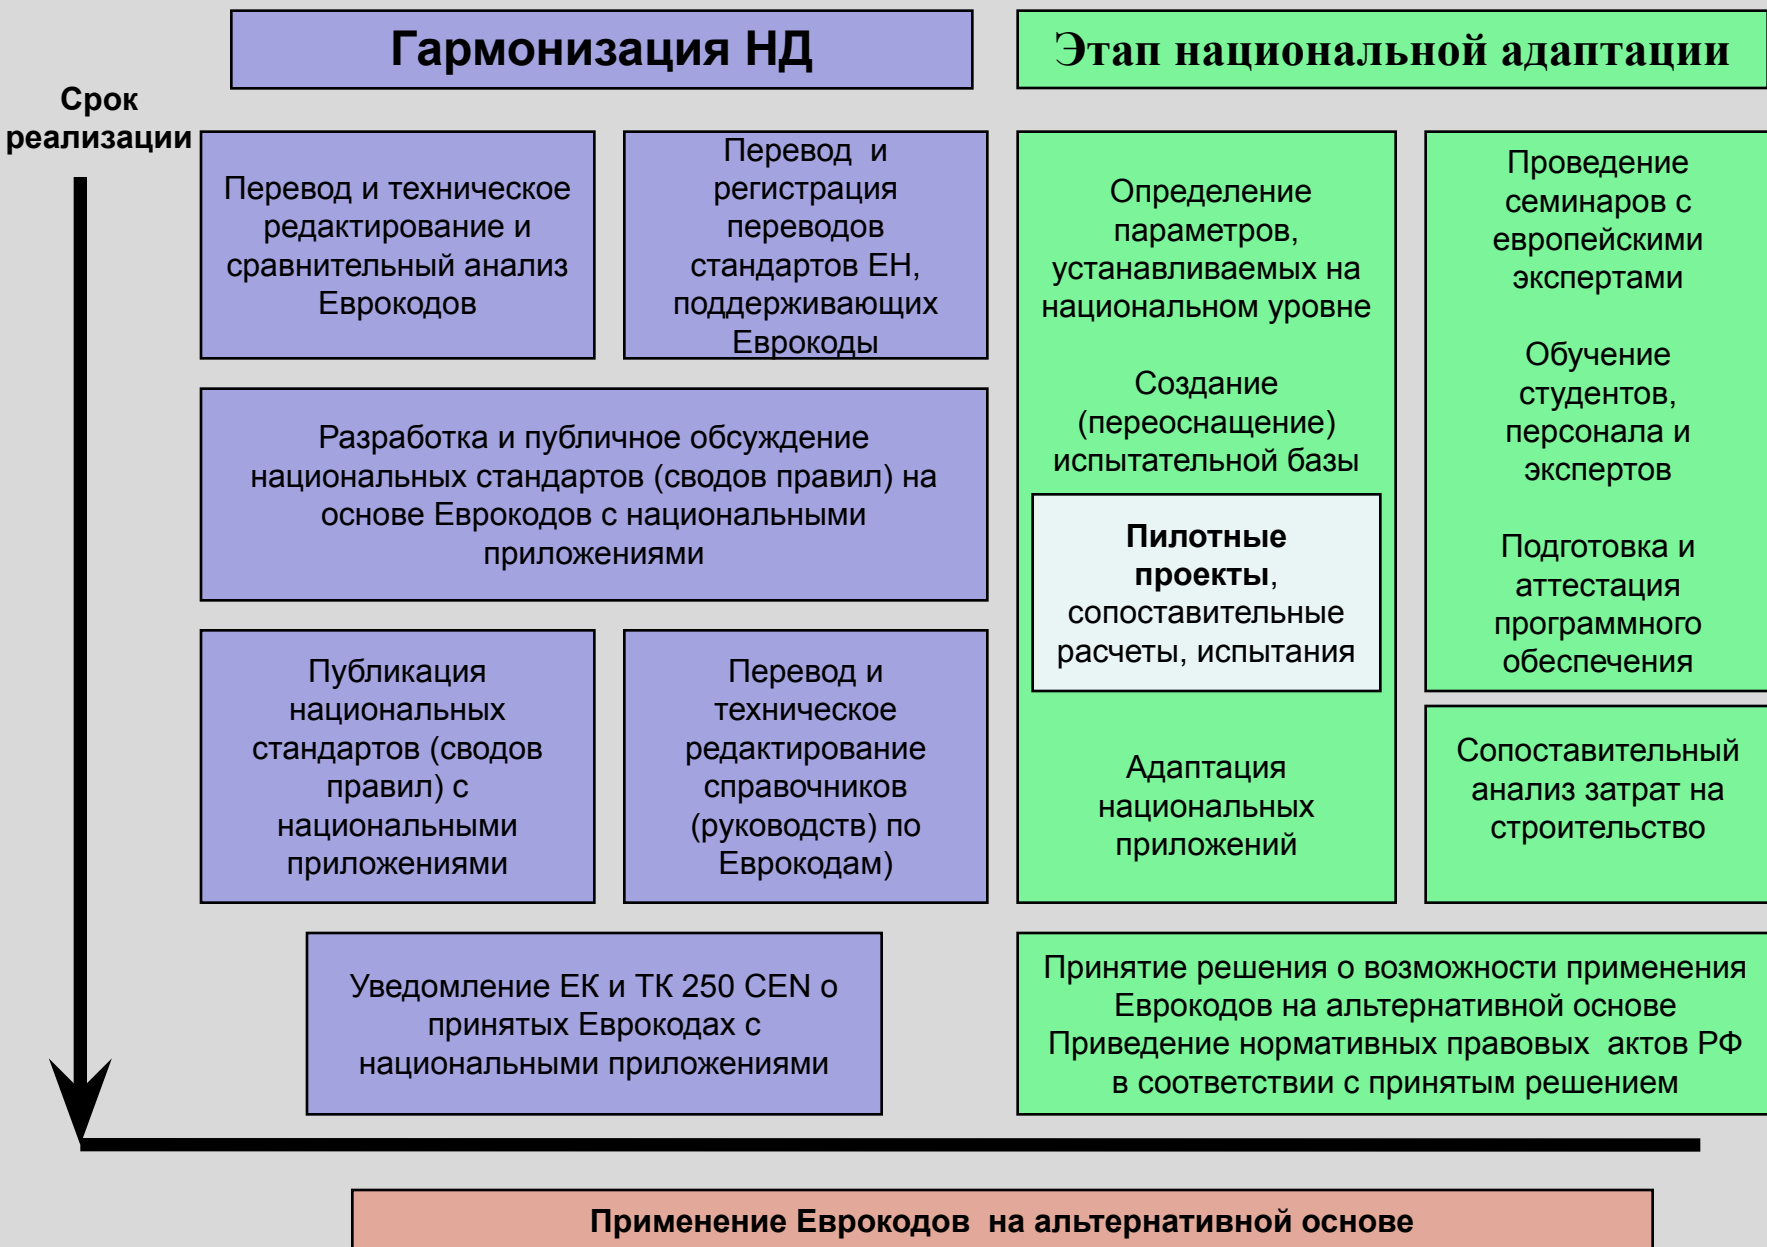 Гармонизация НД
Этап национальной адаптации
Срок
реализации
Перевод и техническое
редактирование и
сравнительный анализ
Еврокодов
Перевод и
регистрация
переводов
стандартов ЕН,
поддерживающих
Еврокоды
Разработка и публичное обсуждение
национальных стандартов (сводов правил) на
основе Еврокодов с национальными
приложениями
Публикация
национальных
стандартов (сводов
правил) с
национальными
приложениями
Перевод и
техническое
редактирование
справочников
(руководств) по
Еврокодам)
Уведомление ЕК и ТК 250 CEN о
принятых Еврокодах с
национальными приложениями
Определение
параметров,
устанавливаемых на
национальном уровне
Создание
(переоснащение)
испытательной базы
Пилотные
проекты,
сопоставительные
расчеты, испытания
Адаптация
национальных
приложений
Проведение
семинаров с
европейскими
экспертами
Обучение
студентов,
персонала и
экспертов
Подготовка и
аттестация
программного
обеспечения
Сопоставительный
анализ затрат на
строительство
Принятие решения о возможности применения
Еврокодов на альтернативной основе
Приведение нормативных правовых актов РФ
в соответствии с принятым решением
Применение Еврокодов на альтернативной основе